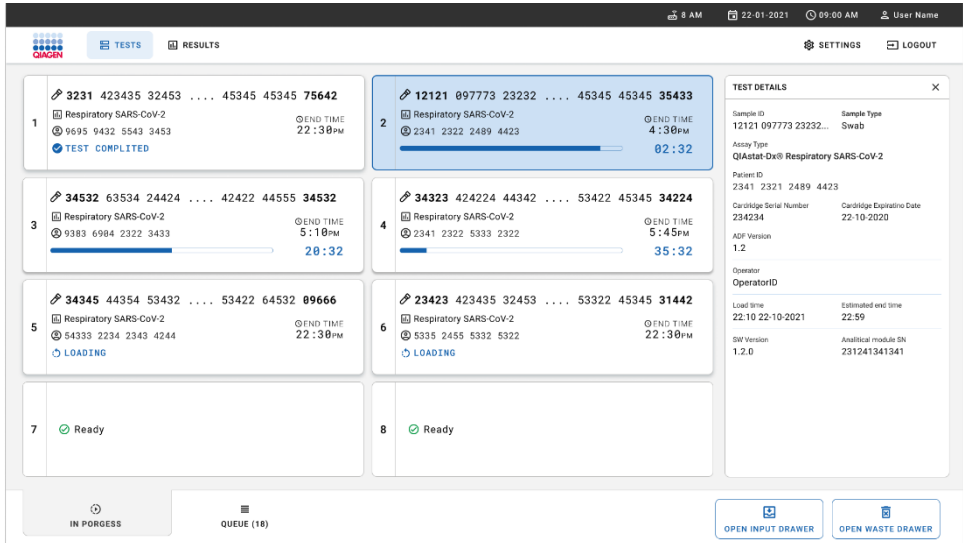 8 AM 22-01-2021 09:00 AM User Name
QIAGEN TESTS RESULTS SETTINGS LOGOUT
1
3231 423435 32453 .... 45345 45345 75642
Respiratory SARS-CoV-2
9695 9432 5543 3453
END TIME
22:30PM
TEST COMPLITED
2
12121 097773 23232 .... 45345 45345 35433
Respiratory SARS-CoV-2
2341 2322 2489 4423
END TIME
4:30PM
02:32
3
34532 63534 24424 .... 42422 44555 34532
Respiratory SARS-CoV-2
9383 6984 2322 3433
END TIME
5:10PM
20:32
4
34323 424224 44342 .... 53422 45345 34224
Respiratory SARS-CoV-2
2341 2322 5333 2322
END TIME
5:45PM
35:32
5
34345 44354 53432 .... 53422 64532 09666
Respiratory SARS-CoV-2
54333 2234 2343 4244
END TIME
22:30PM
LOADING
6
23423 423435 32453 .... 53322 45345 31442
Respiratory SARS-CoV-2
5335 2455 5332 5322
END TIME
22:30PM
LOADING
7
Ready
8
Ready
TEST DETAILS
Sample ID Sample Type
12121 097773 23232... Swab
Assay Type
QIAstat-Dx® Respiratory SARS-CoV-2
Patient ID
2341 2321 2489 4423
Cardridge Serial Number Cardridge Expiratino Date
234234 22-10-2020
ADF Version
1.2
Operator
OperatorID
Load time Estimated end time
22:10 22-10-2021 22:59
SW Version Analitical module SN
1.2.0 231241341341
IN PORGESS
QUEUE (18)
OPEN INPUT DRAWER
OPEN WASTE DRAWER